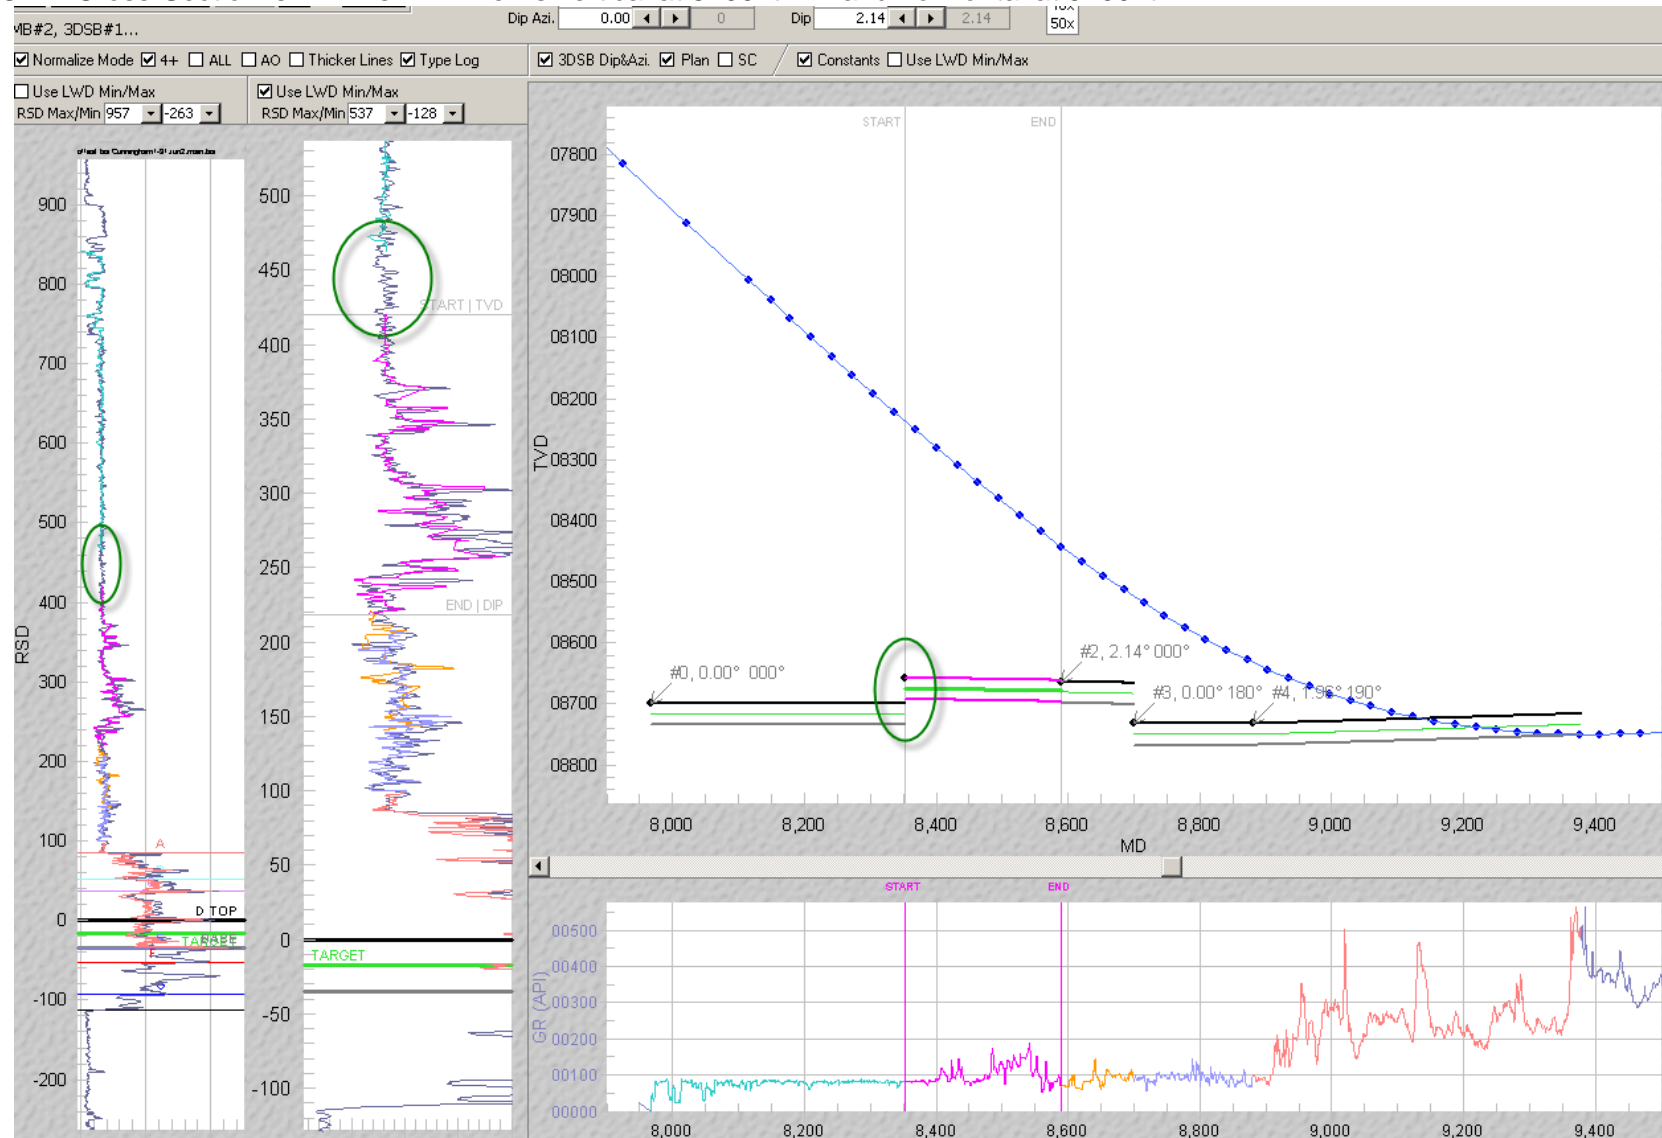 Dip Azi. 0.00 0 Dip 2.14 2.14
50x
MB#2, 3DSB#1...
Normalize Mode 4+ ALL AO Thicker Lines Type Log
3DSB Dip&Azi. Plan SC Constants Use LWD Min/Max
Use LWD Min/Max
RSD Max/Min 957 -263
Use LWD Min/Max
RSD Max/Min 537 -128
900
800
700
600
500
400
300
200
100
0
-100
-200
RSD
A
D TOP
TARGET
500
450
400
350
300
250
200
150
100
50
0
-50
-100
START | TVD
END | DIP
TARGET
START
END
07800
07900
08000
08100
08200
08300
08400
08500
08600
08700
08800
TVD
#0, 0.00° 000°
#2, 2.14° 000°
#3, 0.00° 180°
#4, 1.96° 190°
8,000 8,200 8,400 8,600 8,800 9,000 9,200 9,400
MD
START
END
00500
00400
00300
00200
00100
00000
GR (API)
8,000 8,200 8,400 8,600 8,800 9,000 9,200 9,400